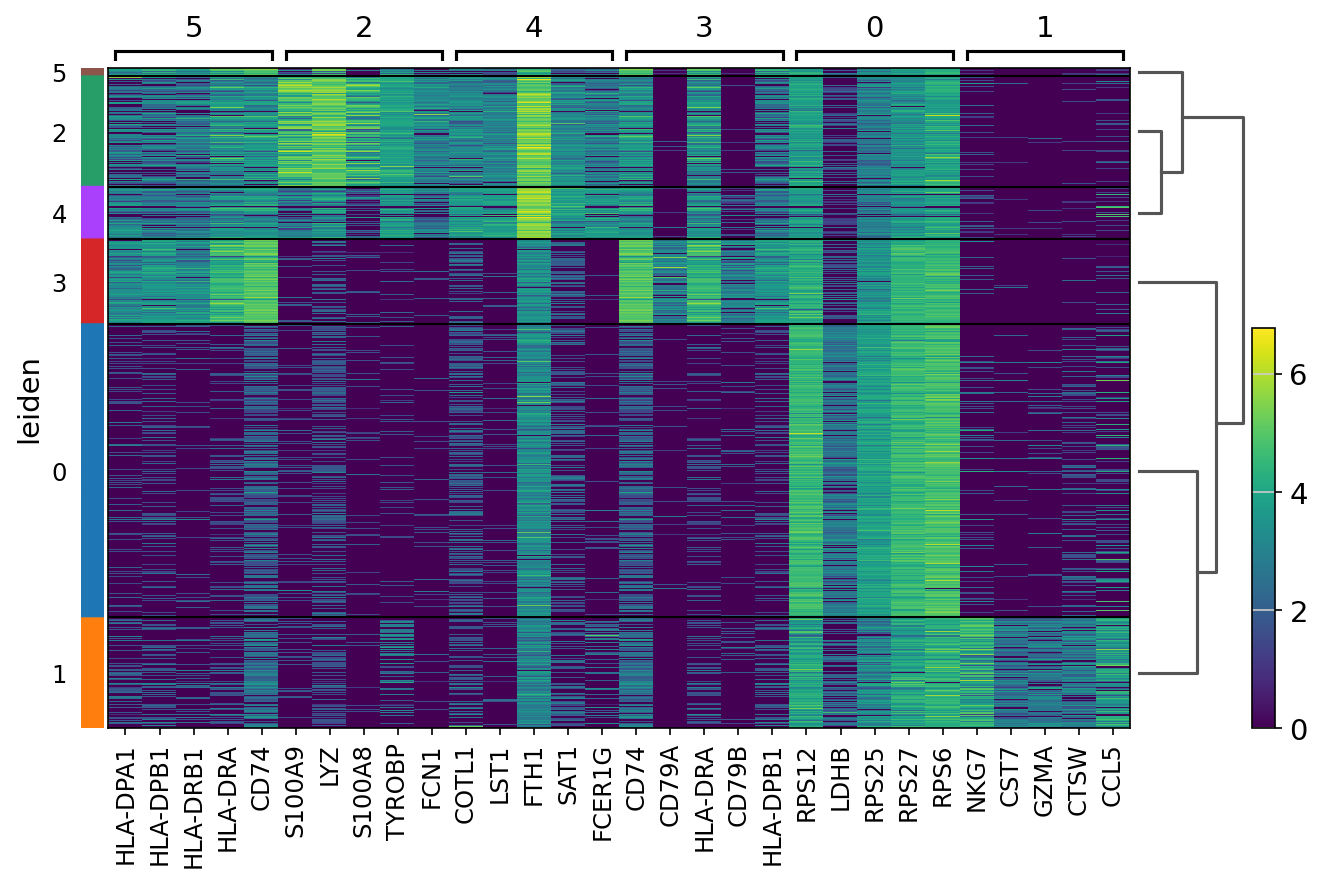 5 2 4 3 0 1
leiden
5
2
4
3
0
1
6
4
2
0
HLA-DPA1
HLA-DPB1
HLA-DRB1
HLA-DRA
CD74
S100A9
LYZ
S100A8
TYROBP
FCN1
COTL1
LST1
FTH1
SAT1
FCER1G
CD74
CD79A
HLA-DRA
CD79B
HLA-DPB1
RPS12
LDHB
RPS25
RPS27
RPS6
NKG7
CST7
GZMA
CTSW
CCL5